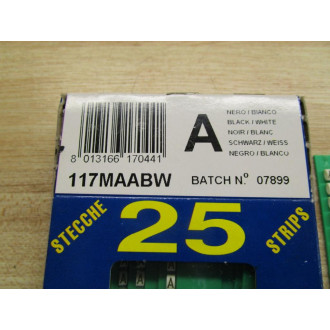 NERO / BIANCO
BLACK / WHITE
NOIR / BLANC
SCHWARZ / WEISS
NEGRO / BLANCO
A
8 013166 170441
117MAABW BATCH N.º 07899
STECCHE 25 STRIPS
A